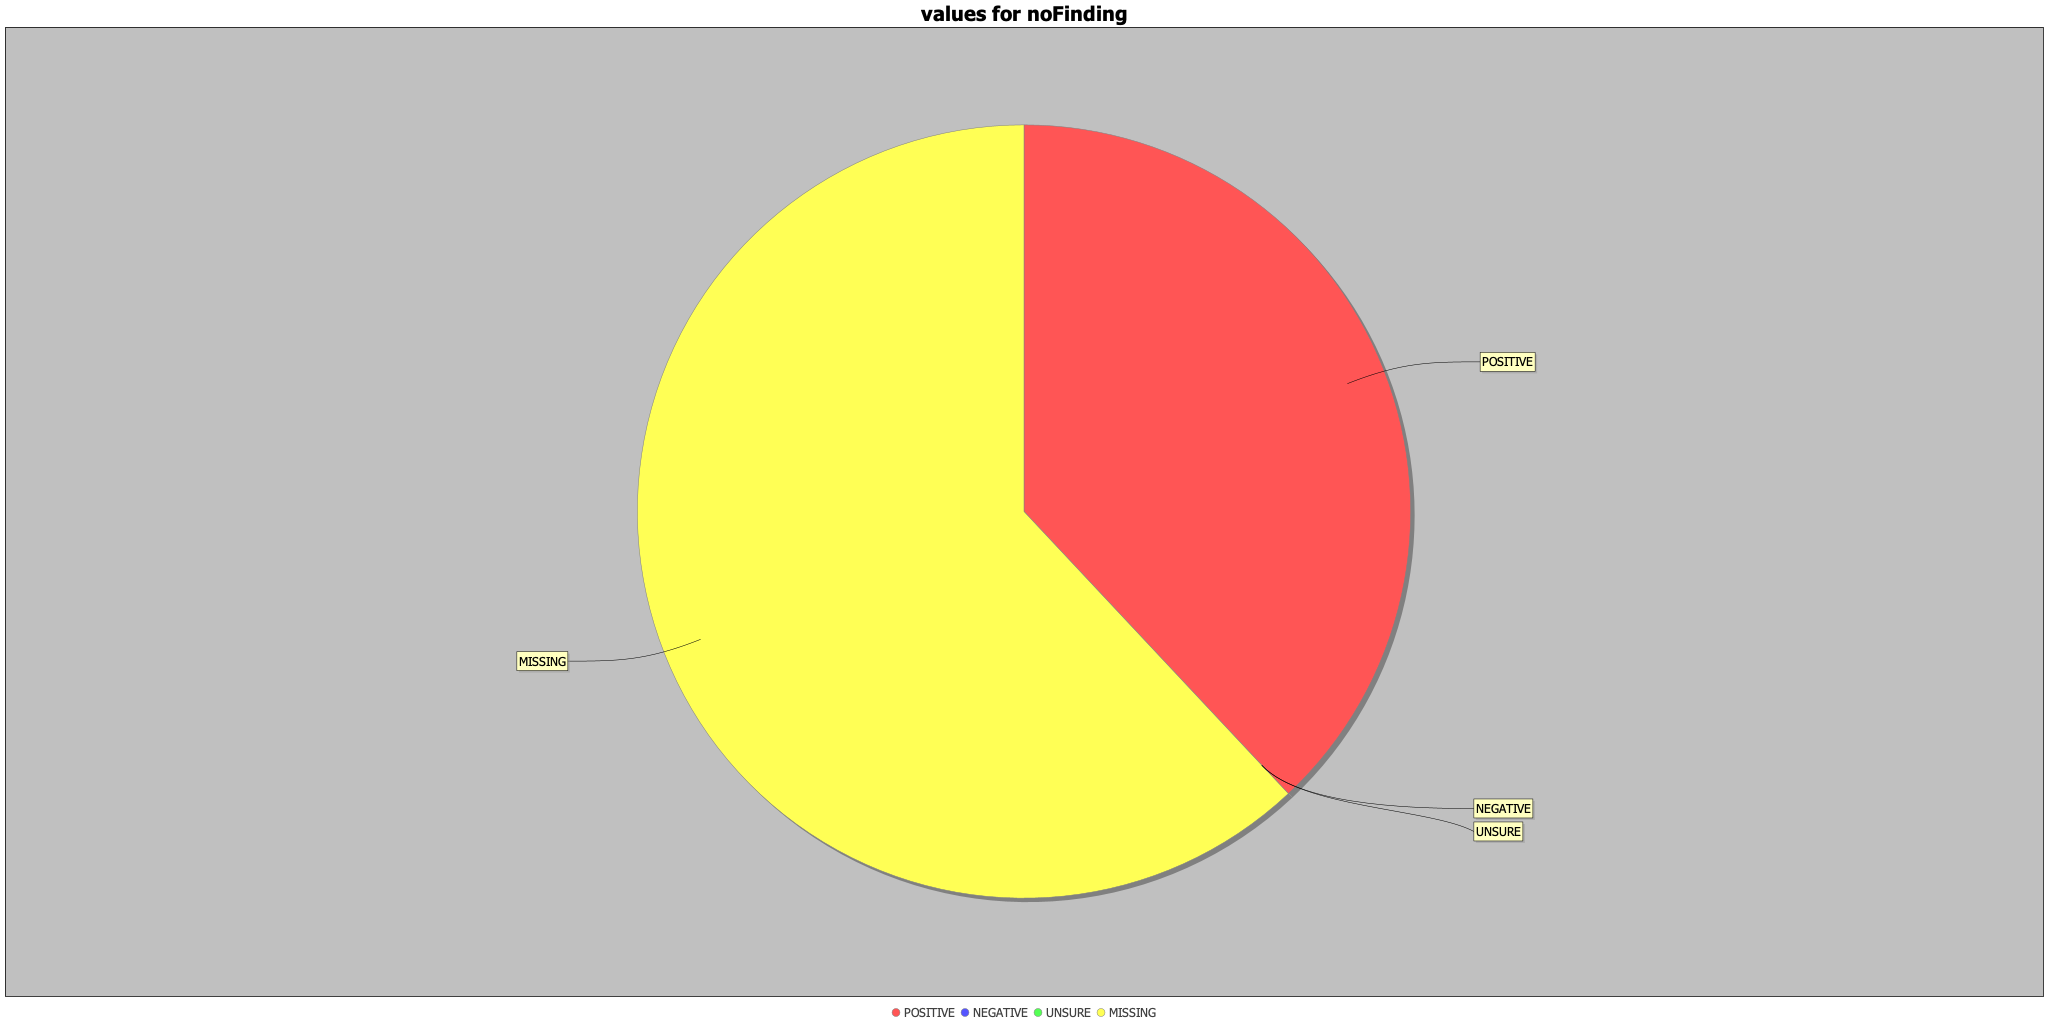 values for noFinding
POSITIVE
MISSING
NEGATIVE
UNSURE
POSITIVE NEGATIVE UNSURE MISSING